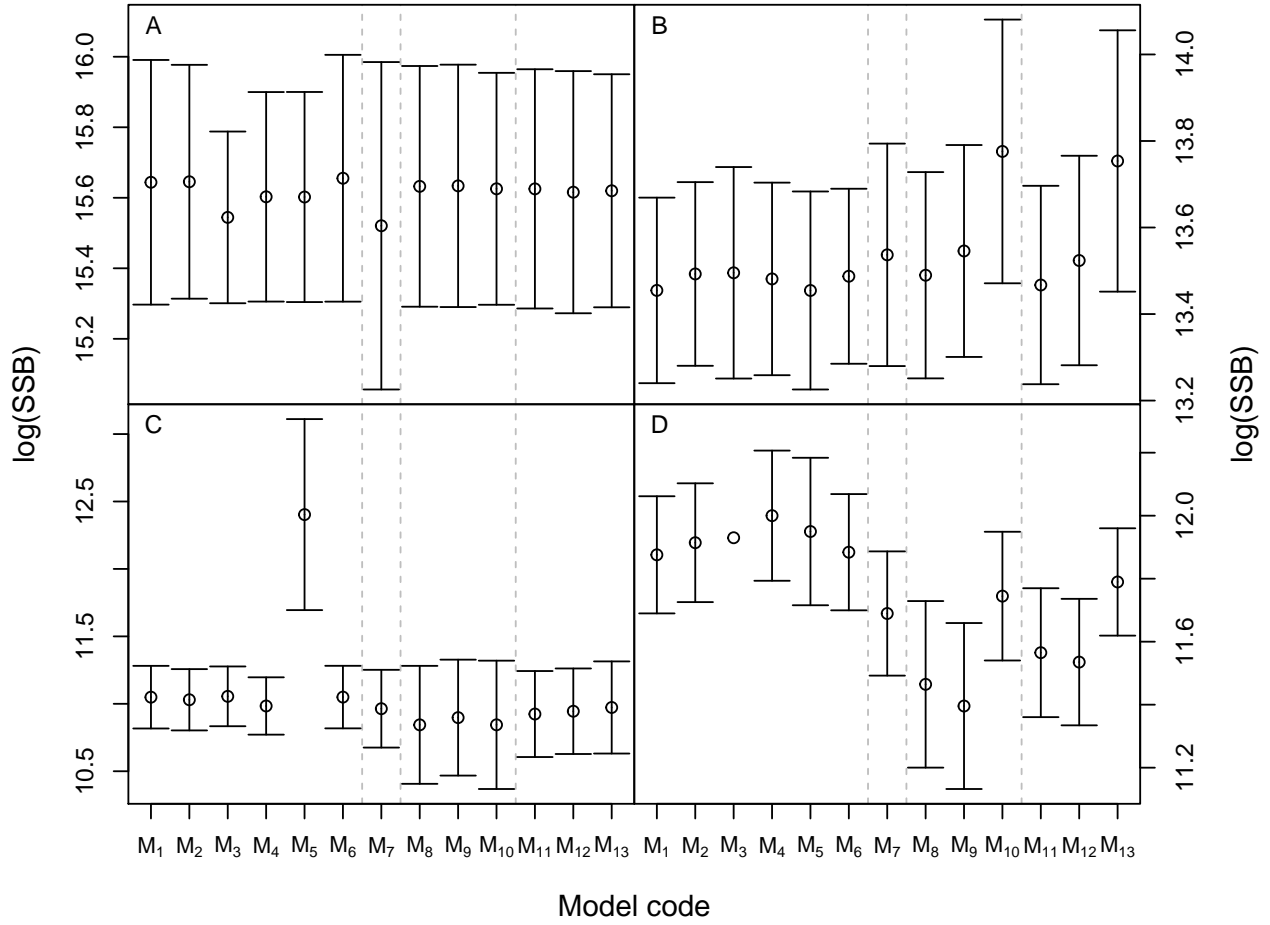 A
B
16.0
15.8
15.6
15.4
15.2
14.0
13.8
13.6
13.4
13.2
log(SSB)
log(SSB)
C
D
12.5
11.5
10.5
12.0
11.6
11.2
M₁ M₂ M₃ M₄ M₅ M₆ M₇ M₈ M₉ M₁₀ M₁₁ M₁₂ M₁₃
M₁ M₂ M₃ M₄ M₅ M₆ M₇ M₈ M₉ M₁₀ M₁₁ M₁₂ M₁₃
Model code